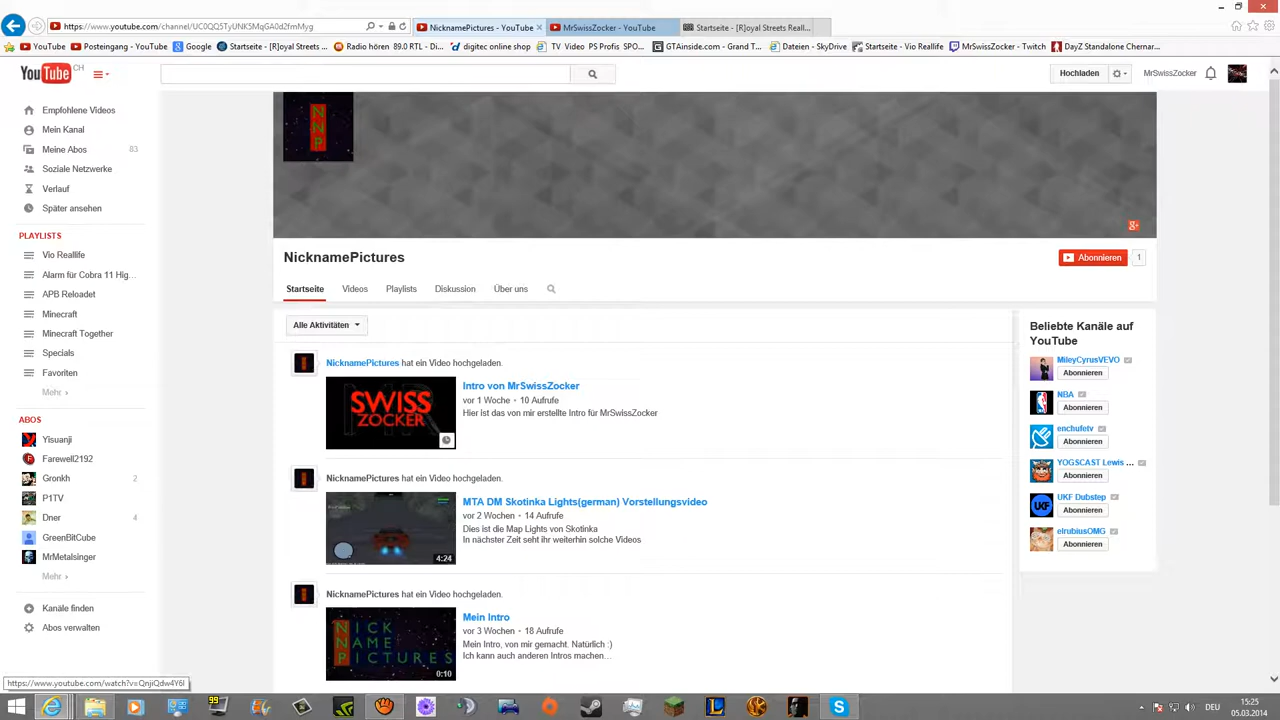 https://www.youtube.com/channel/UC0QQ5TyUNK5MqGA0d2fmMyg
NicknamePictures - YouTube
MrSwissZocker - YouTube
Startseite - [R]oyal Streets Reall...
YouTube
Posteingang - YouTube
Google
Startseite - [R]oyal Streets ...
Radio hören 89.0 RTL - Di...
digitec onlineshop
TV Video PS Profis SPO...
GTAinside.com - Grand T...
Dateien - SkyDrive
Startseite - Vio Reallife
MrSwissZocker - Twitch
DayZ Standalone Chernar...
YouTube CH
Hochladen
MrSwissZocker
Empfohlene Videos
Mein Kanal
Meine Abos 83
Soziale Netzwerke
Verlauf
Später ansehen
PLAYLISTS
Vio Reallife
Alarm für Cobra 11 Hig...
APB Reloadet
Minecraft
Minecraft Together
Specials
Favoriten
Mehr ›
ABOS
Yisuanji
Farewell2192
Gronkh 2
P1TV
Dner 4
GreenBitCube
MrMetalsinger
Mehr ›
Kanäle finden
Abos verwalten
NNP
NicknamePictures
Abonnieren 1
Startseite Videos Playlists Diskussion Über uns
Alle Aktivitäten
NicknamePictures hat ein Video hochgeladen.
SWISS
ZOCKER
Intro von MrSwissZocker
vor 1 Woche • 10 Aufrufe
Hier ist das von mir erstellte Intro für MrSwissZocker
NicknamePictures hat ein Video hochgeladen.
4:24
MTA DM Skotinka Lights(german) Vorstellungsvideo
vor 2 Wochen • 14 Aufrufe
Dies ist die Map Lights von Skotinka
In nächster Zeit seht ihr weiterhin solche Videos
NicknamePictures hat ein Video hochgeladen.
NICK
NAME
PICTURES
0:10
Mein Intro
vor 3 Wochen • 18 Aufrufe
Mein Intro, von mir gemacht. Natürlich :)
Ich kann auch anderen Intros machen...
Beliebte Kanäle auf
YouTube
MileyCyrusVEVO
Abonnieren
NBA
Abonnieren
enchufetv
Abonnieren
YOGSCAST Lewis ...
Abonnieren
UKF Dubstep
Abonnieren
elrubiusOMG
Abonnieren
https://www.youtube.com/watch?v=QnjiQdw4Y6I
99
DEU
15:25
05.03.2014